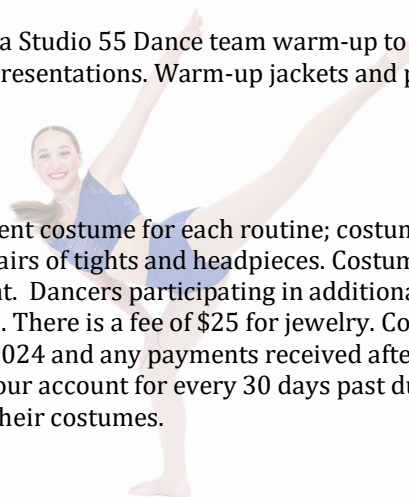 a Studio 55 Dance team warm-up to
resentations. Warm-up jackets and p
ent costume for each routine; costum
airs of tights and headpieces. Costum
nt. Dancers participating in additiona
. There is a fee of $25 for jewelry. Co
024 and any payments received afte
our account for every 30 days past du
heir costumes.